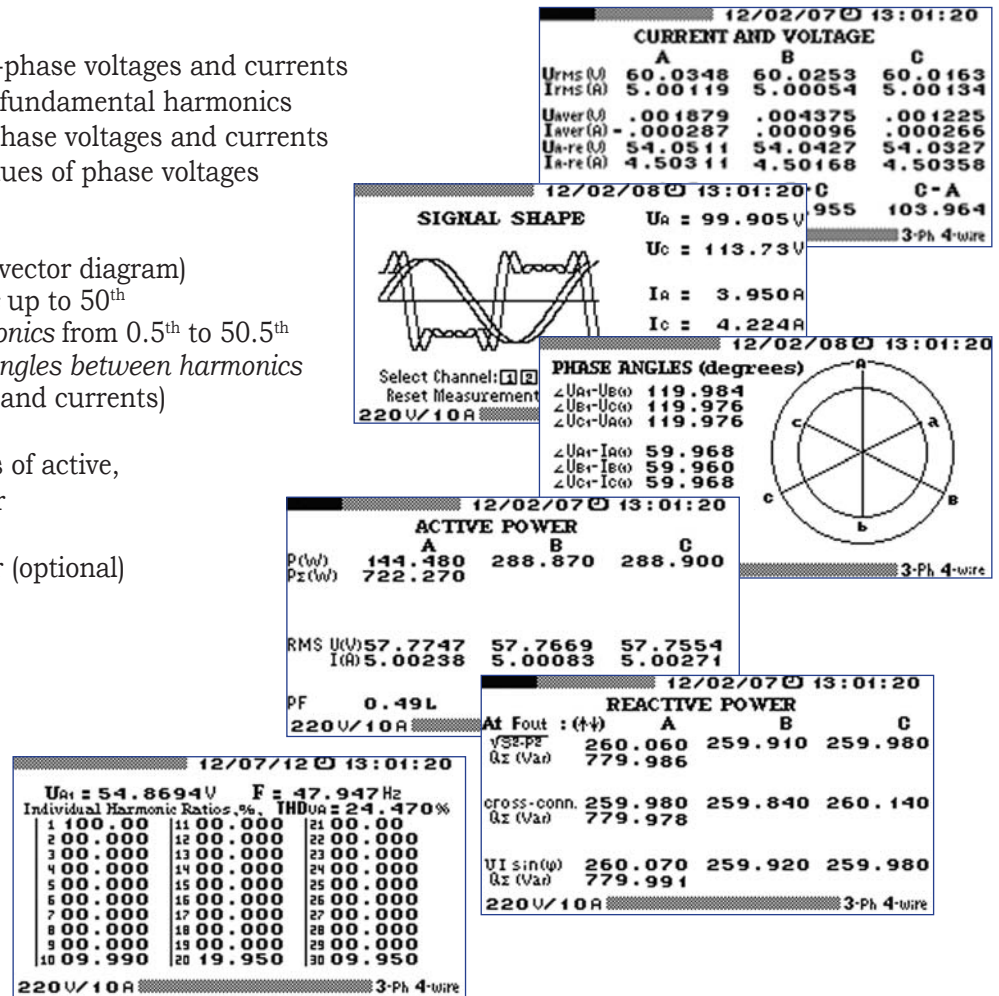 -phase voltages and currents
fundamental harmonics
phase voltages and currents
ues of phase voltages
vector diagram)
up to 50th
onics from 0.5th to 50.5th
ngles between harmonics
and currents)
s of active,
r
r (optional)
12/02/07 13:01:20
CURRENT AND VOLTAGE
A B C
URMS(V) 60.0348 60.0253 60.0163
IRMS(A) 5.00119 5.00054 5.00134
Uaver(V) .001879 .004375 .001225
Iaver(A) -.000287 .000096 .000266
Ua-re(V) 54.0511 54.0427 54.0327
Ia-re(A) 4.50311 4.50168 4.50358
C C-A
955 103.964
3-Ph 4-wire
12/02/08 13:01:20
SIGNAL SHAPE
UA = 99.905V
UC = 113.73V
IA = 3.950A
IC = 4.224A
Select Channel: 1 2
Reset Measurement
220V/10A
12/02/08 13:01:20
PHASE ANGLES (degrees)
∠UA1-UB(1) 119.984
∠UB1-UC(1) 119.976
∠UC1-UA(1) 119.976
∠UA1-IA(1) 59.968
∠UB1-IB(1) 59.960
∠UC1-IC(1) 59.968
A
c a
C B
b
3-Ph 4-wire
12/02/07 13:01:20
ACTIVE POWER
A B C
P(W) 144.480 288.870 288.900
PΣ(W) 722.270
RMS U(V) 57.7747 57.7669 57.7554
I(A) 5.00238 5.00083 5.00271
PF 0.49L
220V/10A
12/02/07 13:01:20
REACTIVE POWER
At Fout : (↑↓) A B C
√S²-P² 260.060 259.910 259.980
QΣ (Var) 779.986
cross-conn. 259.980 259.840 260.140
QΣ (Var) 779.978
UI sin(φ) 260.070 259.920 259.980
QΣ (Var) 779.991
220V/10A 3-Ph 4-wire
12/07/12 13:01:20
UA1 = 54.8694V F = 47.947Hz
Individual Harmonic Ratios,%, THDUA = 24.470%
1 100.00 11 00.000 21 00.00
2 00.000 12 00.000 22 00.000
3 00.000 13 00.000 23 00.000
4 00.000 14 00.000 24 00.000
5 00.000 15 00.000 25 00.000
6 00.000 16 00.000 26 00.000
7 00.000 17 00.000 27 00.000
8 00.000 18 00.000 28 00.000
9 00.000 19 00.000 29 00.000
10 09.990 20 19.950 30 09.950
220V/10A 3-Ph 4-wire